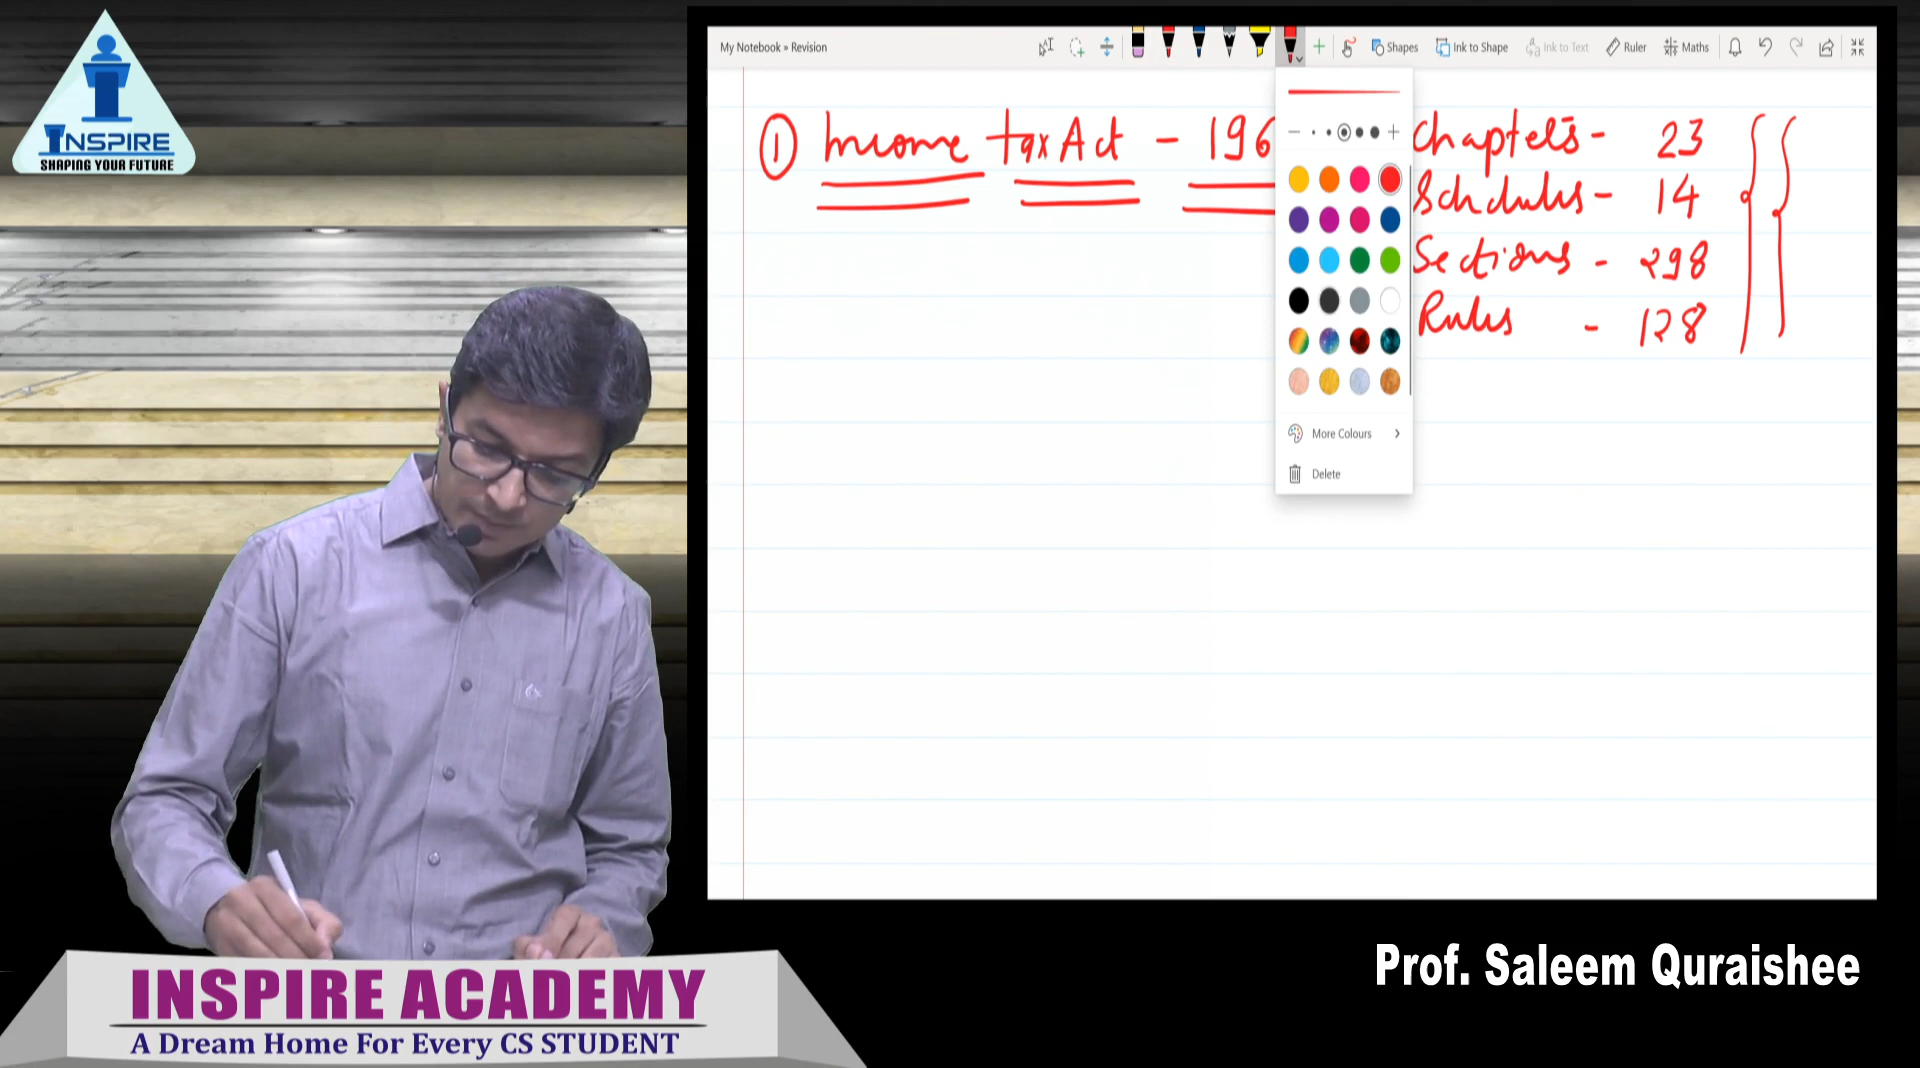 INSPIRE
SHAPING YOUR FUTURE
My Notebook » Revision
Shapes
Ink to Shape
Ink to Text
Ruler
Maths
① Income tax Act - 196
Chapters - 23
Schdules - 14
Sections - 298
Rules - 128
More Colours
Delete
Prof. Saleem Quraishee
INSPIRE ACADEMY
A Dream Home For Every CS STUDENT